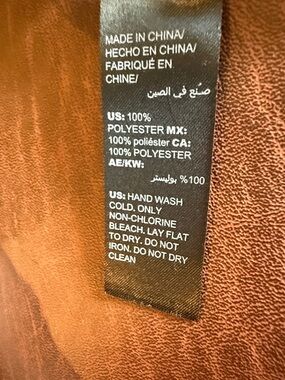 MADE IN CHINA/
HECHO EN CHINA/
FABRIQUÉ EN
CHINE/
صنع في الصين
US: 100%
POLYESTER MX:
100% poliéster CA:
100% POLYESTER
AE/KW:
100% بوليستر
US: HAND WASH
COLD. ONLY
NON-CHLORINE
BLEACH. LAY FLAT
TO DRY. DO NOT
IRON. DO NOT DRY
CLEAN